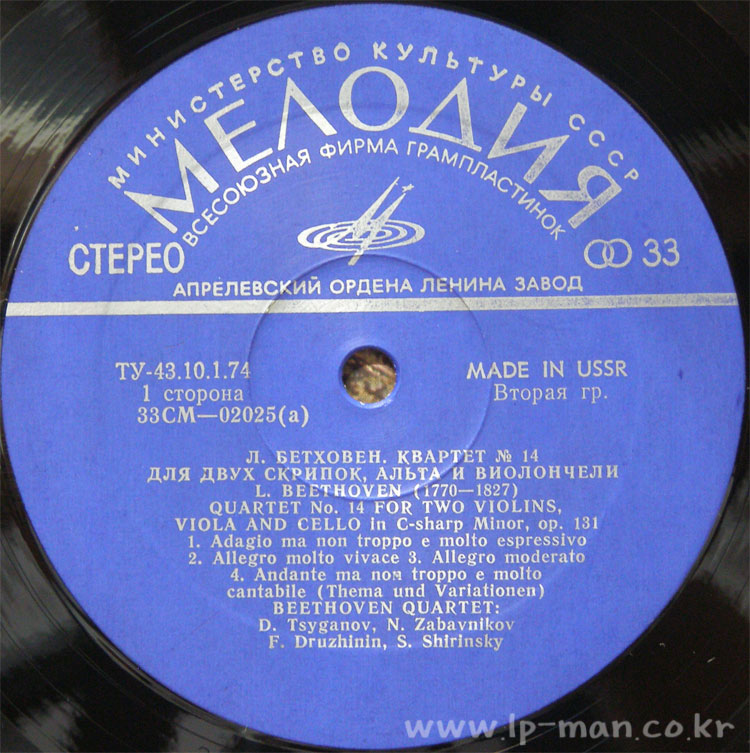 МИНИСТЕРСТВО КУЛЬТУРЫ СССР
МЕЛОДИЯ
ВСЕСОЮЗНАЯ ФИРМА ГРАМПЛАСТИНОК
СТЕРЕО
33
АПРЕЛЕВСКИЙ ОРДЕНА ЛЕНИНА ЗАВОД
ТУ-43.10.1.74
MADE IN USSR
1 сторона
Вторая гр.
33СМ—02025(а)
Л. БЕТХОВЕН. КВАРТЕТ № 14
ДЛЯ ДВУХ СКРИПОК, АЛЬТА И ВИОЛОНЧЕЛИ
L. BEETHOVEN (1770—1827)
QUARTET No. 14 FOR TWO VIOLINS,
VIOLA AND CELLO in C-sharp Minor, op. 131
1. Adagio ma non troppo e molto espressivo
2. Allegro molto vivace 3. Allegro moderato
4. Andante ma non troppo e molto
cantabile (Thema und Variationen)
BEETHOVEN QUARTET:
D. Tsyganov, N. Zabavnikov
F. Druzhinin, S. Shirinsky
www.lp-man.co.kr